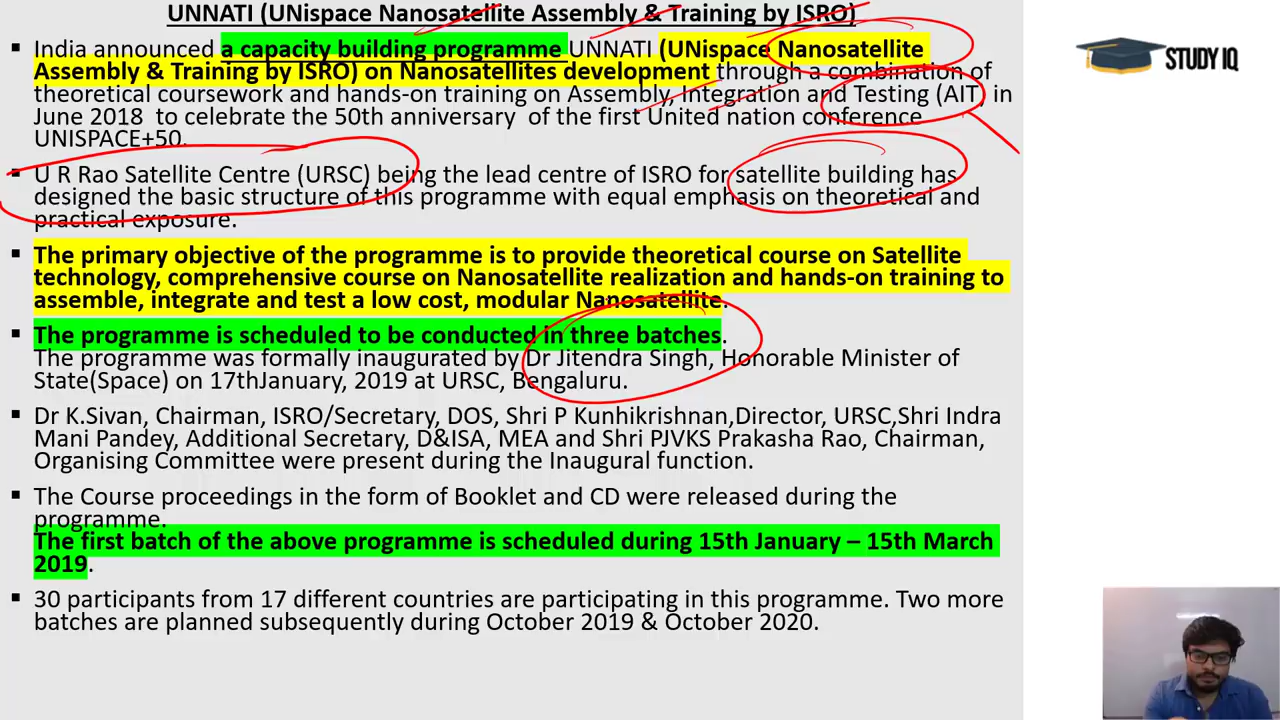 UNNATI (UNispace Nanosatellite Assembly & Training by ISRO)
India announced a capacity building programme UNNATI (UNispace Nanosatellite
Assembly & Training by ISRO) on Nanosatellites development through a combination of
theoretical coursework and hands-on training on Assembly, Integration and Testing (AIT) in
June 2018 to celebrate the 50th anniversary of the first United nation conference
UNISPACE+50.
U R Rao Satellite Centre (URSC) being the lead centre of ISRO for satellite building has
designed the basic structure of this programme with equal emphasis on theoretical and
practical exposure.
The primary objective of the programme is to provide theoretical course on Satellite
technology, comprehensive course on Nanosatellite realization and hands-on training to
assemble, integrate and test a low cost, modular Nanosatellite.
The programme is scheduled to be conducted in three batches.
The programme was formally inaugurated by Dr Jitendra Singh, Honorable Minister of
State(Space) on 17thJanuary, 2019 at URSC, Bengaluru.
Dr K.Sivan, Chairman, ISRO/Secretary, DOS, Shri P Kunhikrishnan,Director, URSC,Shri Indra
Mani Pandey, Additional Secretary, D&ISA, MEA and Shri PJVKS Prakasha Rao, Chairman,
Organising Committee were present during the Inaugural function.
The Course proceedings in the form of Booklet and CD were released during the
programme.
The first batch of the above programme is scheduled during 15th January – 15th March
2019.
30 participants from 17 different countries are participating in this programme. Two more
batches are planned subsequently during October 2019 & October 2020.
STUDY IQ